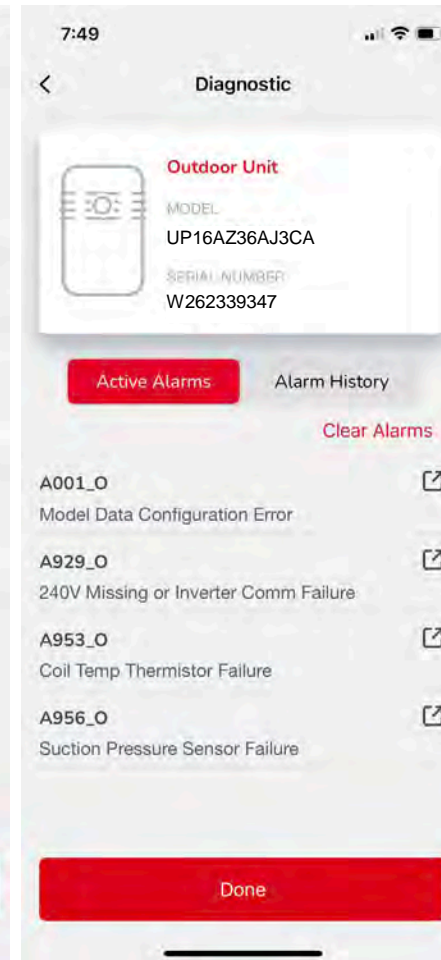 7:49
Diagnostic
Outdoor Unit
MODEL
UP16AZ36AJ3CA
SERIAL NUMBER
W262339347
Active Alarms Alarm History
Clear Alarms
A001_O
Model Data Configuration Error
A929_O
240V Missing or Inverter Comm Failure
A953_O
Coil Temp Thermistor Failure
A956_O
Suction Pressure Sensor Failure
Done